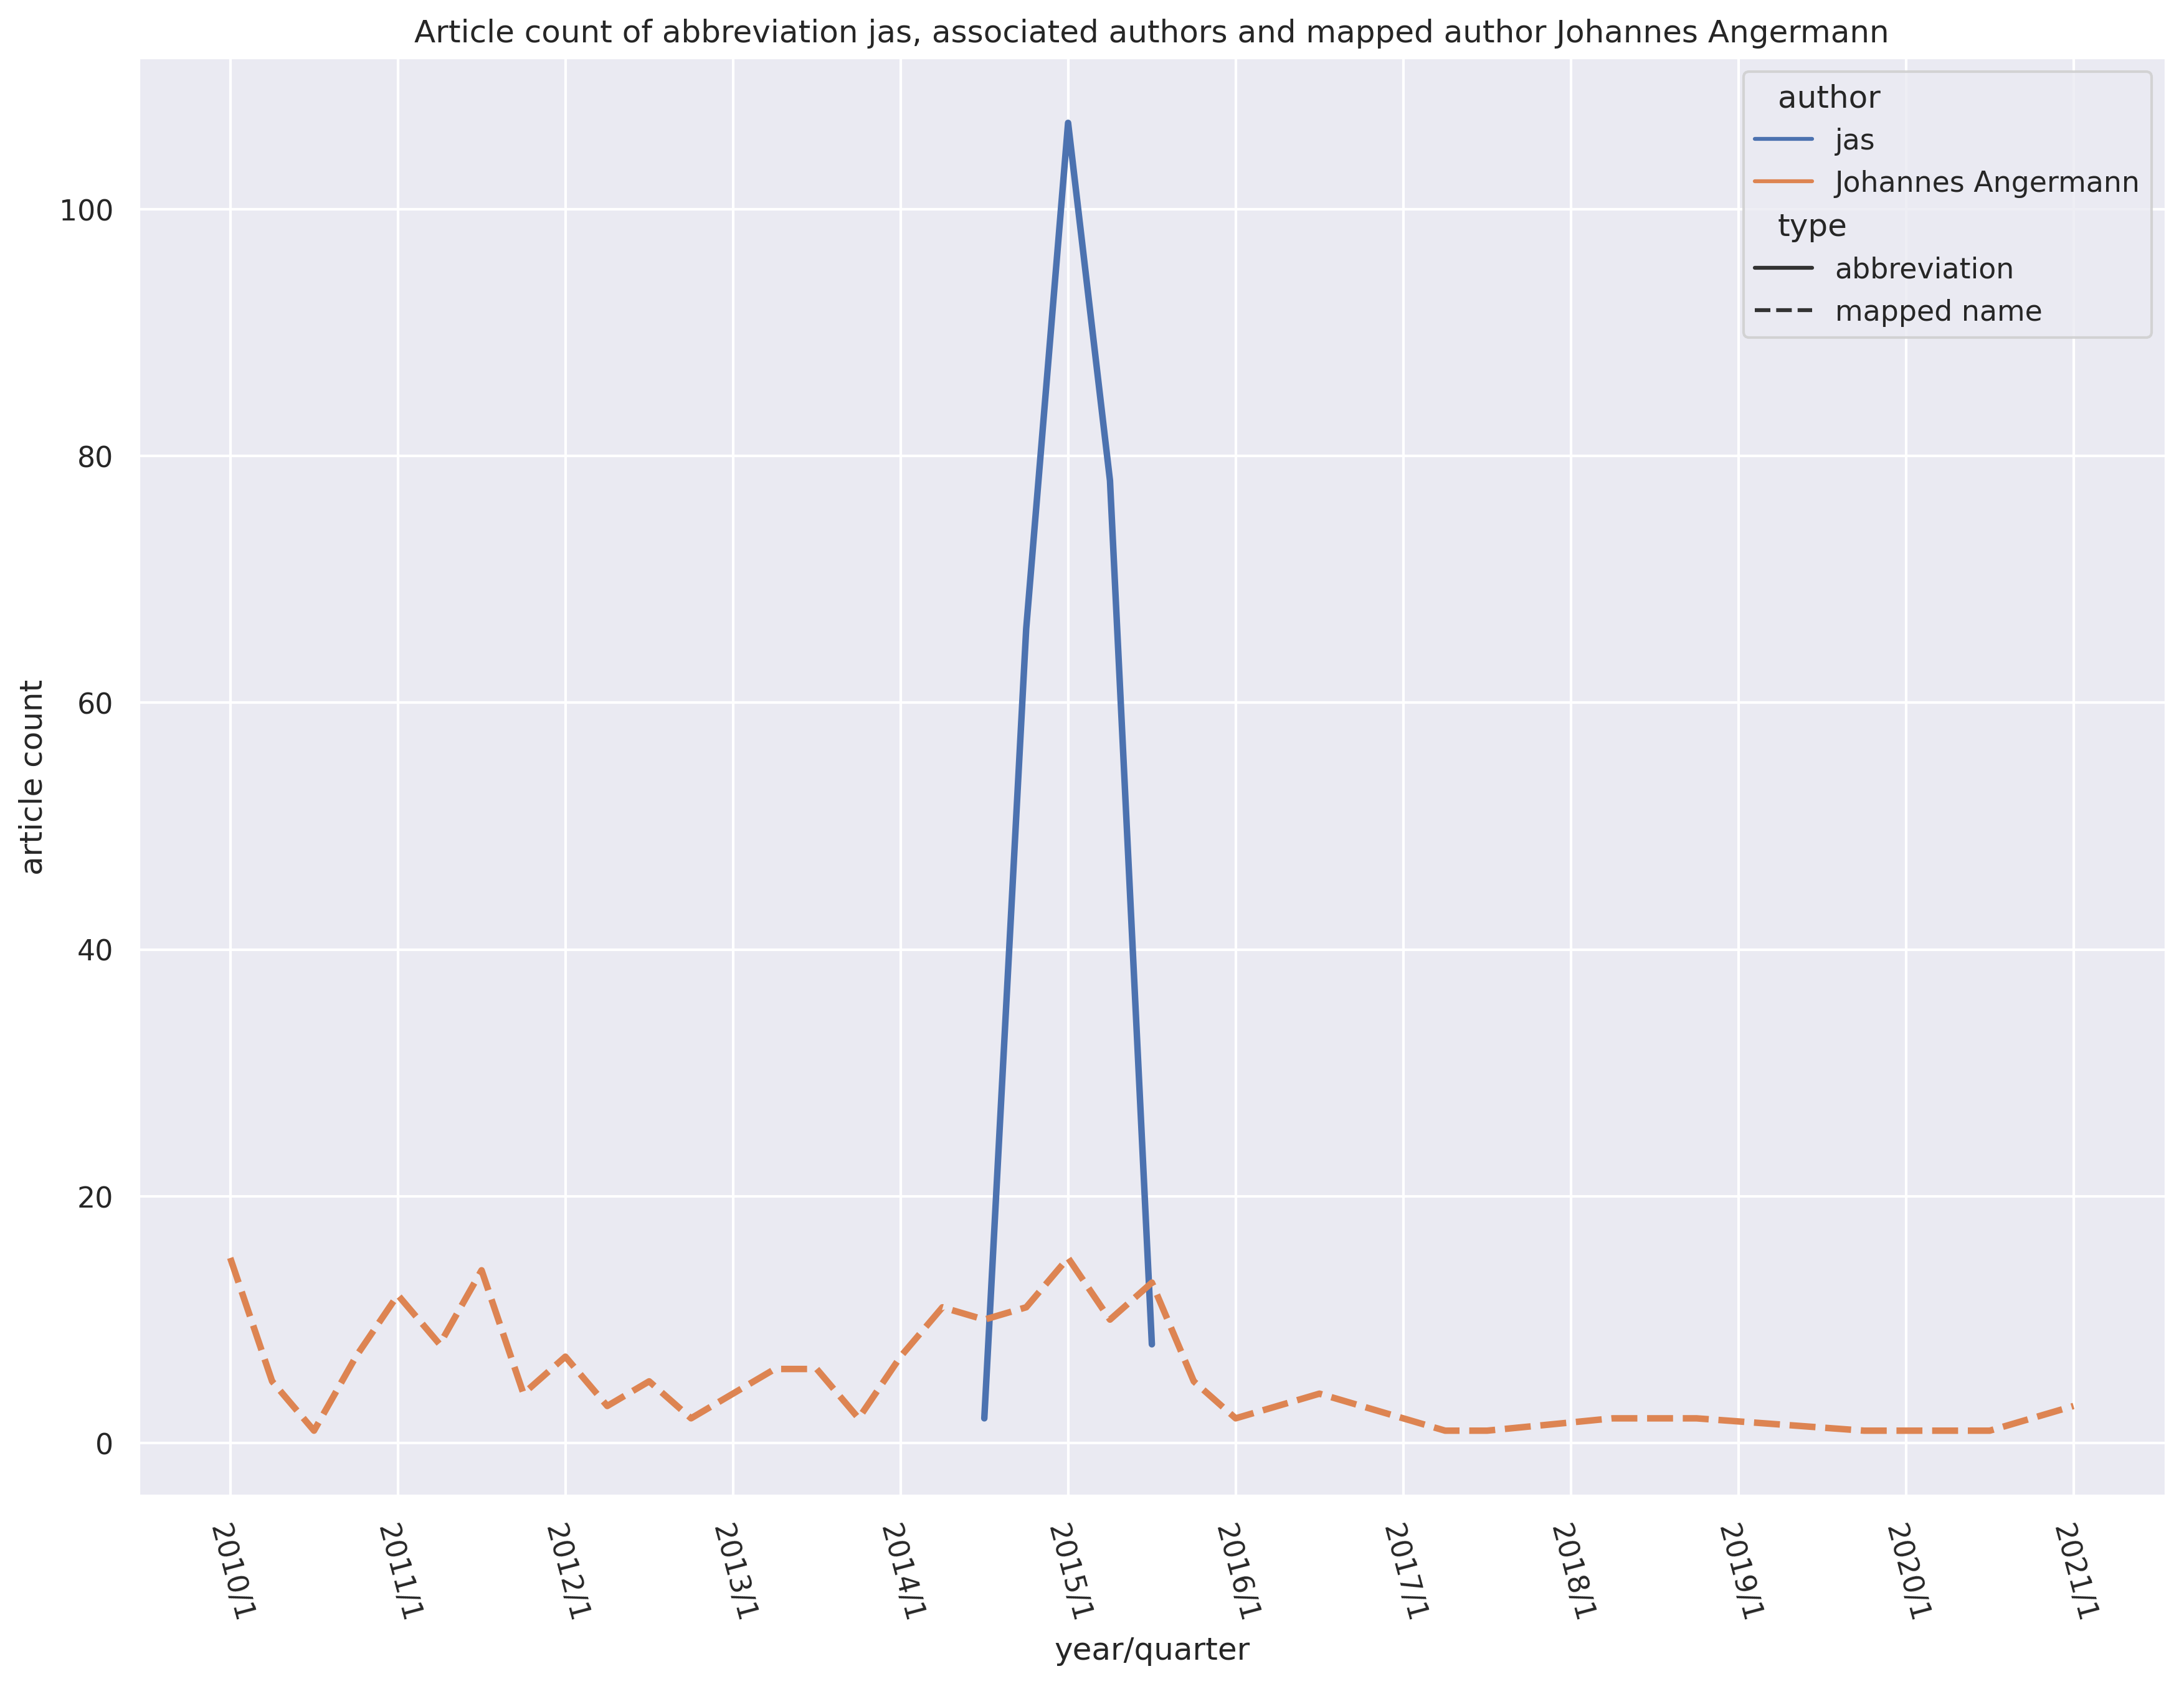 Article count of abbreviation jas, associated authors and mapped author Johannes Angermann
author
jas
Johannes Angermann
type
abbreviation
mapped name
article count
100
80
60
40
20
0
2010/1
2011/1
2012/1
2013/1
2014/1
2015/1
2016/1
2017/1
2018/1
2019/1
2020/1
2021/1
year/quarter